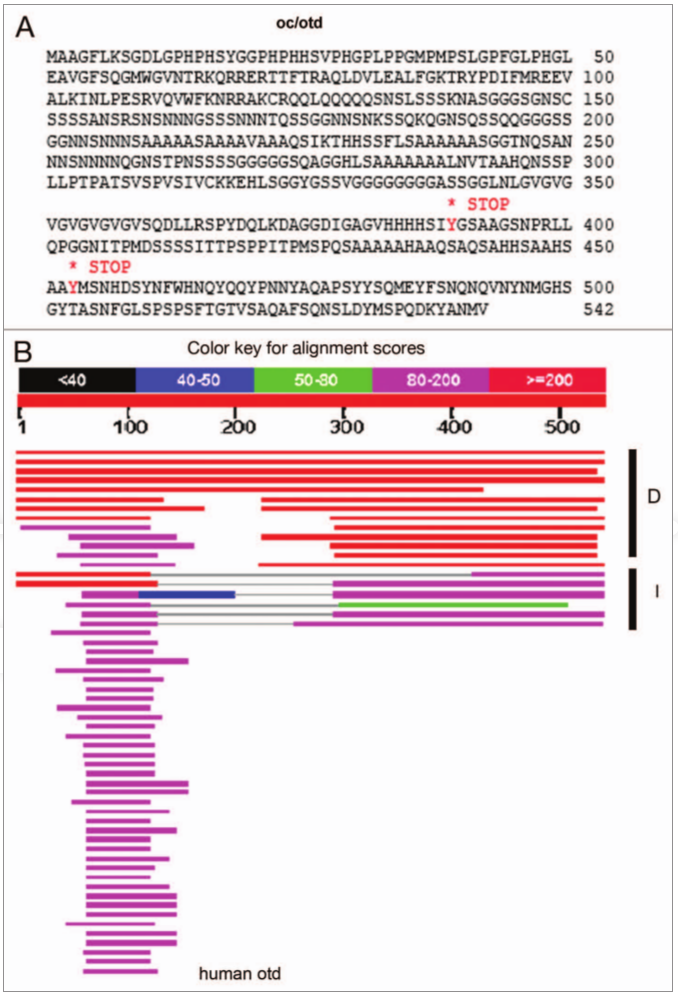 A
oc/otd
MAAGFLKSGDLGPHPHSYGGPHPHHSVPHGPLPPGMPMPSLGPFGLPHGL 50
EAVGFSQGMWGVNTRKQRRERTTFTRAQLDVLEALFGKTRYPDIFMREEV 100
ALKINLPESRVQVWFKNRRAKCRQQLQQQQQSNSLSSSKNASGGGSGNSC 150
SSSSANSRSNSNNNGSSSNNNTQSSGGNNSNKSSQKQGNSQSSQQGGGSS 200
GGNNSNNNSAAAAASAAAAVAAAQSIKTHHSSFLSAAAAAASGGTNQSAN 250
NNSNNNNQGNSTPNSSSSGGGGGSQAGGHLSAAAAAAALNVTAAHQNSSP 300
LLPTPATSVSPVSIVCKKEHLSGGYGSSVGGGGGGGGASSGGLNLGVGVG 350
* STOP
VGVGVGVGVSQDLLRSPYDQLKDAGGDIGAGVHHHHSIYGSAAGSNPRLL 400
QPGGNITPMDSSSSITTPSPPITPMSPQSAAAAAHAAQSAQSAHHSAAHS 450
* STOP
AAYMSNHDSYNFWHNQYQQYPNNYAQAPSYYSQMEYFSNQNQVNYNMGHS 500
GYTASNFGLSPSPSFTGTVSAQAFSQNSLDYMSPQDKYANMV 542
B
Color key for alignment scores
<40 40-50 50-80 80-200 >=200
1 100 200 300 400 500
D
I
human otd